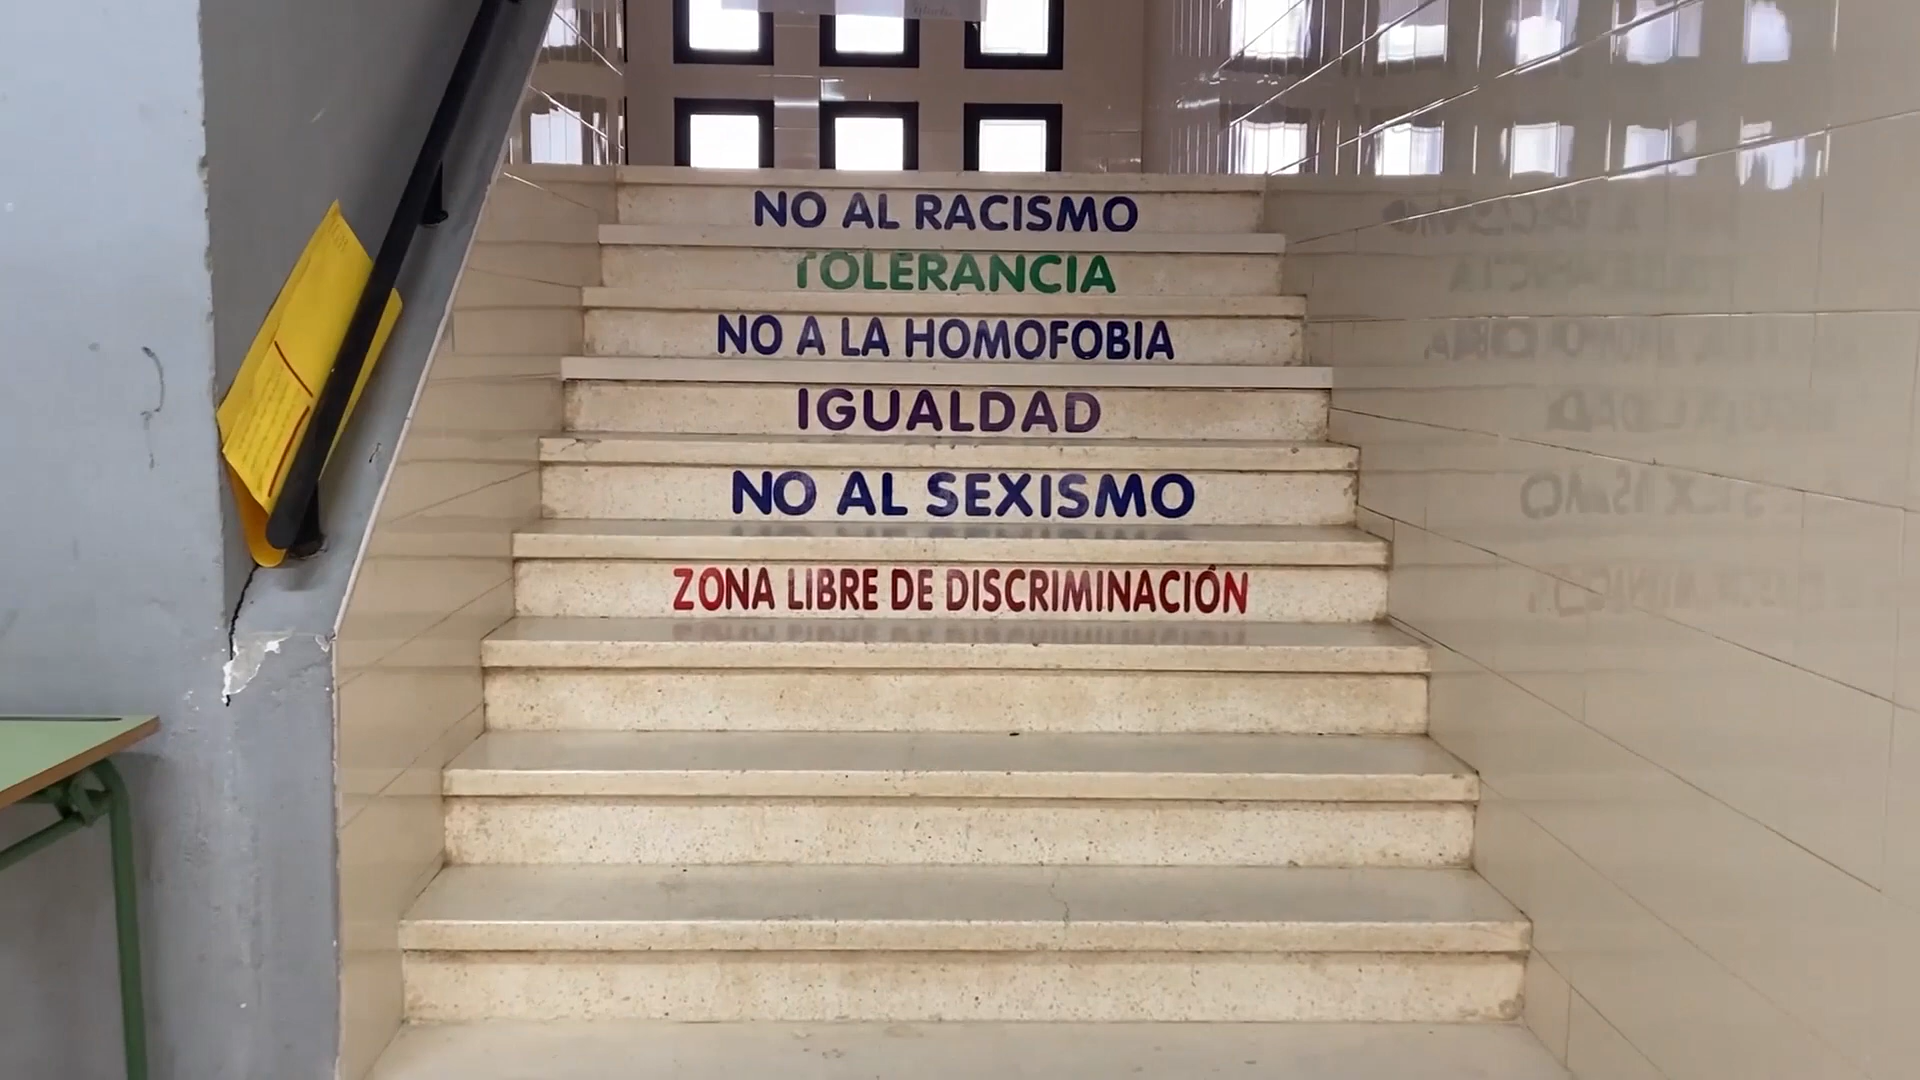 NO AL RACISMO
TOLERANCIA
NO A LA HOMOFOBIA
IGUALDAD
NO AL SEXISMO
ZONA LIBRE DE DISCRIMINACIÓN